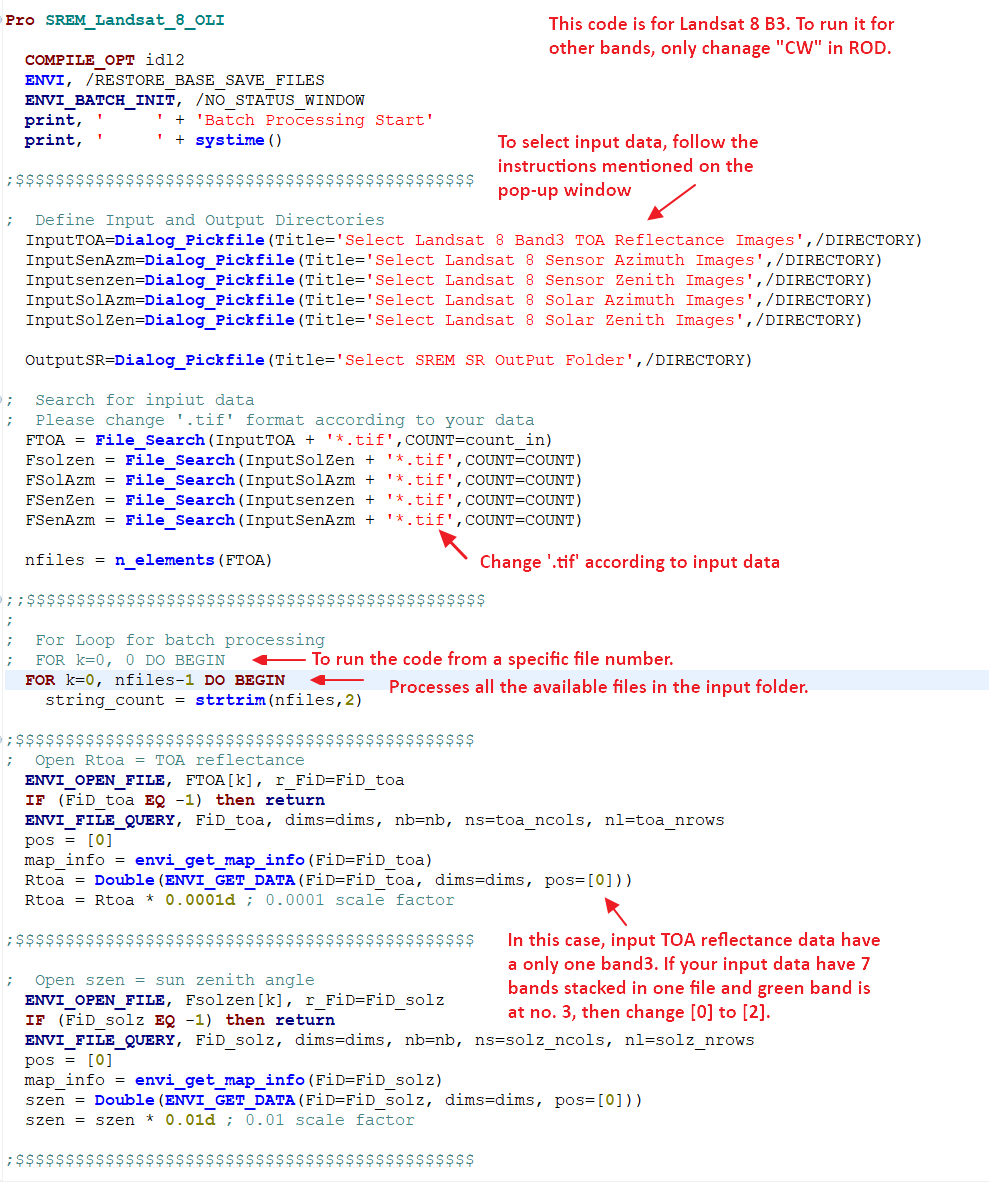 Pro SREM_Landsat_8_OLI
This code is for Landsat 8 B3. To run it for
other bands, only chanage "CW" in ROD.
COMPILE_OPT idl2
ENVI, /RESTORE_BASE_SAVE_FILES
ENVI_BATCH_INIT, /NO_STATUS_WINDOW
print, '      ' + 'Batch Processing Start'
print, '      ' + systime()
To select input data, follow the
instructions mentioned on the
pop-up window
;$$$$$$$$$$$$$$$$$$$$$$$$$$$$$$$$$$$$$$$$$$$$$$
;  Define Input and Output Directories
InputTOA=Dialog_Pickfile(Title='Select Landsat 8 Band3 TOA Reflectance Images',/DIRECTORY)
InputSenAzm=Dialog_Pickfile(Title='Select Landsat 8 Sensor Azimuth Images',/DIRECTORY)
Inputsenzen=Dialog_Pickfile(Title='Select Landsat 8 Sensor Zenith Images',/DIRECTORY)
InputSolAzm=Dialog_Pickfile(Title='Select Landsat 8 Solar Azimuth Images',/DIRECTORY)
InputSolZen=Dialog_Pickfile(Title='Select Landsat 8 Solar Zenith Images',/DIRECTORY)
OutputSR=Dialog_Pickfile(Title='Select SREM SR OutPut Folder',/DIRECTORY)
;  Search for inpiut data
;  Please change '.tif' format according to your data
FTOA = File_Search(InputTOA + '*.tif',COUNT=count_in)
Fsolzen = File_Search(InputSolZen + '*.tif',COUNT=COUNT)
FSolAzm = File_Search(InputSolAzm + '*.tif',COUNT=COUNT)
FSenZen = File_Search(Inputsenzen + '*.tif',COUNT=COUNT)
FSenAzm = File_Search(InputSenAzm + '*.tif',COUNT=COUNT)
nfiles = n_elements(FTOA)
Change '.tif' according to input data
;;$$$$$$$$$$$$$$$$$$$$$$$$$$$$$$$$$$$$$$$$$$$$$$
;
;  For Loop for batch processing
;  FOR k=0, 0 DO BEGIN
To run the code from a specific file number.
FOR k=0, nfiles-1 DO BEGIN
Processes all the available files in the input folder.
string_count = strtrim(nfiles,2)
;$$$$$$$$$$$$$$$$$$$$$$$$$$$$$$$$$$$$$$$$$$$$$$
;  Open Rtoa = TOA reflectance
ENVI_OPEN_FILE, FTOA[k], r_FiD=FiD_toa
IF (FiD_toa EQ -1) then return
ENVI_FILE_QUERY, FiD_toa, dims=dims, nb=nb, ns=toa_ncols, nl=toa_nrows
pos = [0]
map_info = envi_get_map_info(FiD=FiD_toa)
Rtoa = Double(ENVI_GET_DATA(FiD=FiD_toa, dims=dims, pos=[0]))
Rtoa = Rtoa * 0.0001d ; 0.0001 scale factor
;$$$$$$$$$$$$$$$$$$$$$$$$$$$$$$$$$$$$$$$$$$$$$$
In this case, input TOA reflectance data have
a only one band3. If your input data have 7
bands stacked in one file and green band is
at no. 3, then change [0] to [2].
;  Open szen = sun zenith angle
ENVI_OPEN_FILE, Fsolzen[k], r_FiD=FiD_solz
IF (FiD_solz EQ -1) then return
ENVI_FILE_QUERY, FiD_solz, dims=dims, nb=nb, ns=solz_ncols, nl=solz_nrows
pos = [0]
map_info = envi_get_map_info(FiD=FiD_solz)
szen = Double(ENVI_GET_DATA(FiD=FiD_solz, dims=dims, pos=[0]))
szen = szen * 0.01d ; 0.01 scale factor
;$$$$$$$$$$$$$$$$$$$$$$$$$$$$$$$$$$$$$$$$$$$$$$